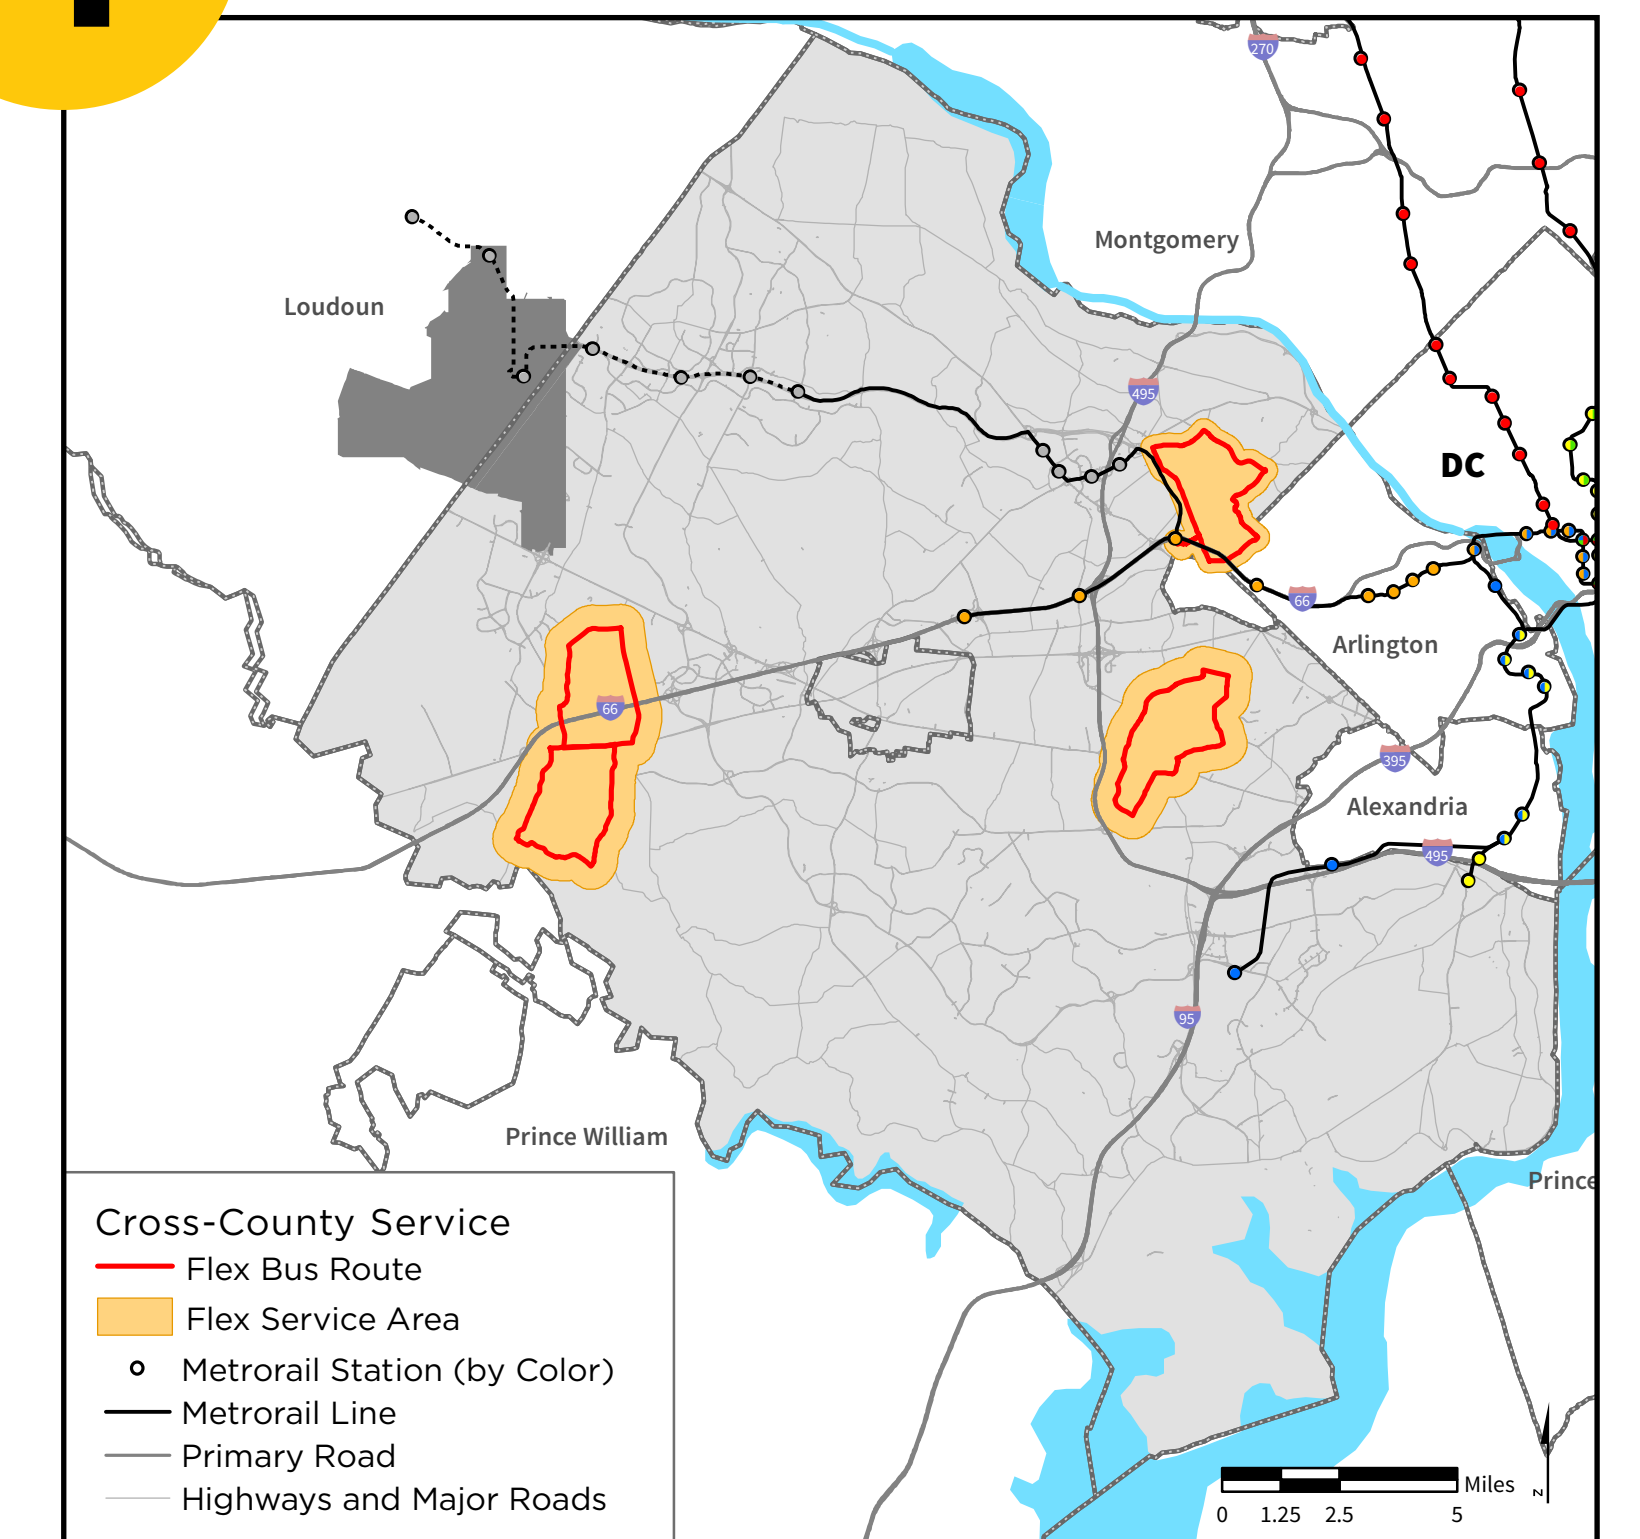 270
Montgomery
Loudoun
495
DC
66
Arlington
66
395
Alexandria
495
95
Prince William
Prince
Cross-County Service
Flex Bus Route
Flex Service Area
Metrorail Station (by Color)
Metrorail Line
Primary Road
Highways and Major Roads
Miles
0 1.25 2.5 5
N